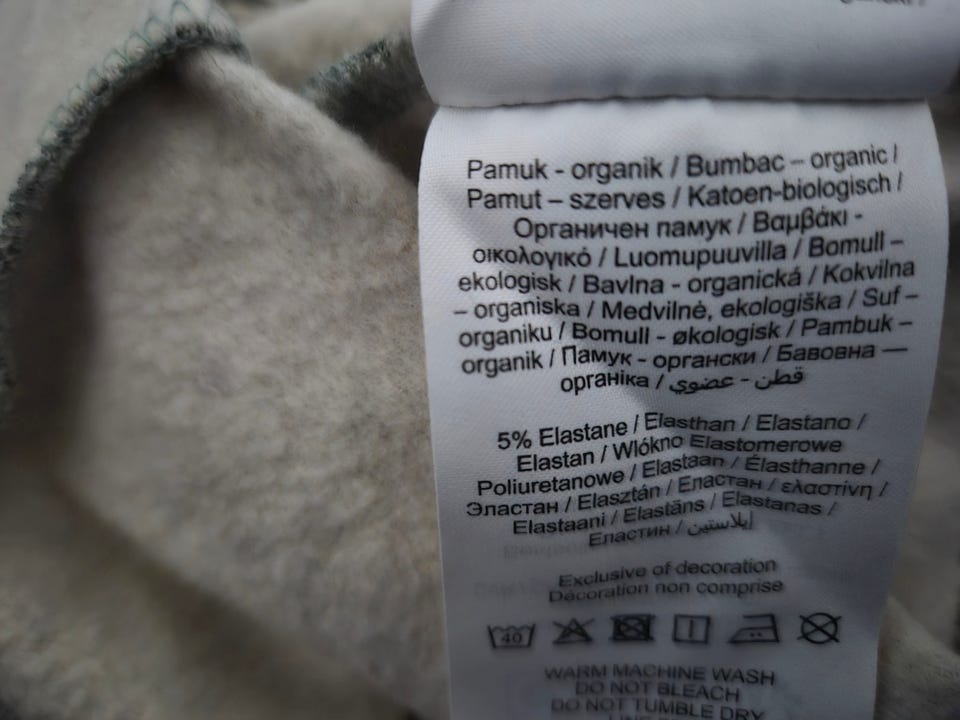 Pamuk - organik / Bumbac – organic /
Pamut – szerves / Katoen-biologisch /
Органичен памук / Βαμβάκι -
οικολογικό / Luomupuuvilla / Bomull –
ekologisk / Bavlna - organická / Kokvilna
– organiska / Medvilnė, ekologiška / Suf –
organiku / Bomull - økologisk / Pambuk –
organik / Памук - органски / Бавовна —
органіка / قطن - عضوي
5% Elastane / Elasthan / Elastano /
Elastan / Włókno Elastomerowe
Poliuretanowe / Elastaan / Élasthanne /
Эластан / Elasztán / Еластан / ελαστίνη /
Elastaani / Elastāns / Elastanas /
Еластин / إيلاستين
Exclusive of decoration
Décoration non comprise
40
WARM MACHINE WASH
DO NOT BLEACH
DO NOT TUMBLE DRY